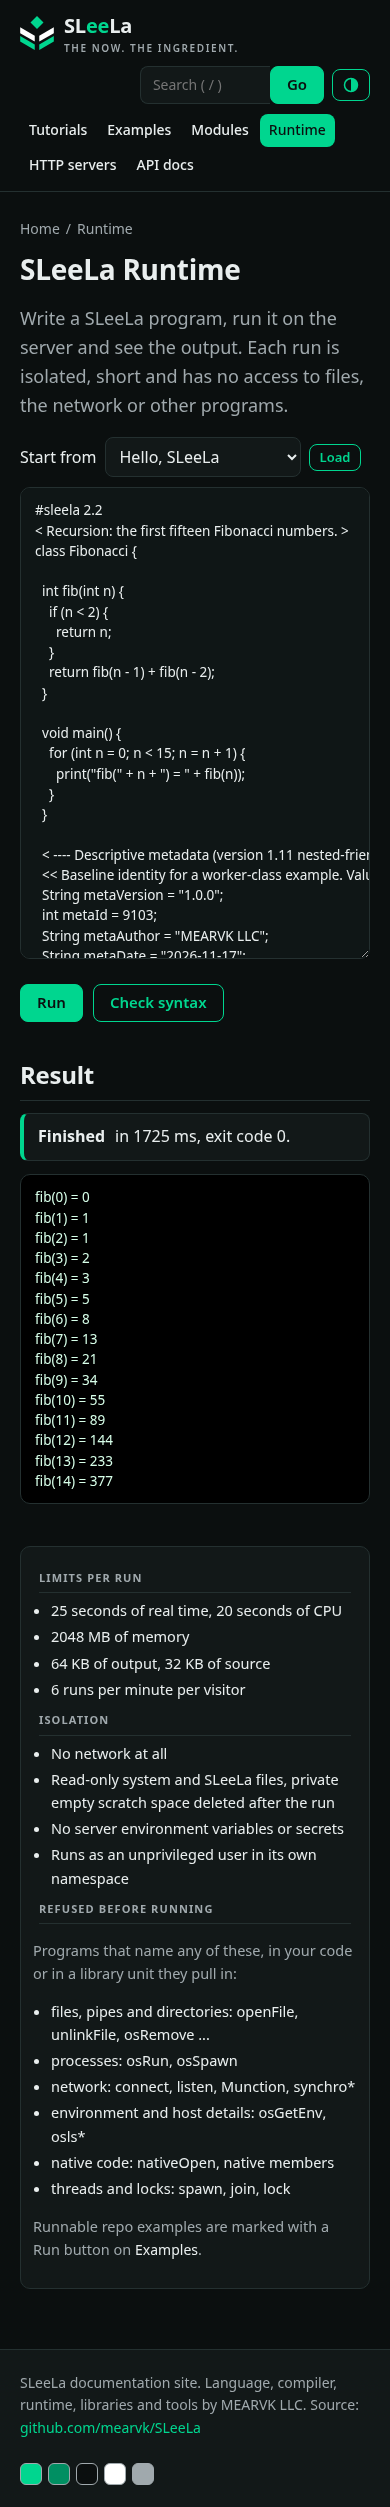 SLeeLa
THE NOW. THE INGREDIENT.
Search ( / )
Go
Tutorials Examples Modules Runtime
HTTP servers API docs
Home / Runtime
SLeeLa Runtime
Write a SLeeLa program, run it on the
server and see the output. Each run is
isolated, short and has no access to files,
the network or other programs.
Start from Hello, SLeeLa Load
#sleela 2.2
< Recursion: the first fifteen Fibonacci numbers. >
class Fibonacci {
int fib(int n) {
if (n < 2) {
return n;
}
return fib(n - 1) + fib(n - 2);
}
void main() {
for (int n = 0; n < 15; n = n + 1) {
print("fib(" + n + ") = " + fib(n));
}
}
< ---- Descriptive metadata (version 1.11 nested-frien
<< Baseline identity for a worker-class example. Valu
String metaVersion = "1.0.0";
int metaId = 9103;
String metaAuthor = "MEARVK LLC";
String metaDate = "2026-11-17";
Run Check syntax
Result
Finished in 1725 ms, exit code 0.
fib(0) = 0
fib(1) = 1
fib(2) = 1
fib(3) = 2
fib(4) = 3
fib(5) = 5
fib(6) = 8
fib(7) = 13
fib(8) = 21
fib(9) = 34
fib(10) = 55
fib(11) = 89
fib(12) = 144
fib(13) = 233
fib(14) = 377
LIMITS PER RUN
• 25 seconds of real time, 20 seconds of CPU
• 2048 MB of memory
• 64 KB of output, 32 KB of source
• 6 runs per minute per visitor
ISOLATION
• No network at all
• Read-only system and SLeeLa files, private
empty scratch space deleted after the run
• No server environment variables or secrets
• Runs as an unprivileged user in its own
namespace
REFUSED BEFORE RUNNING
Programs that name any of these, in your code
or in a library unit they pull in:
• files, pipes and directories: openFile,
unlinkFile, osRemove ...
• processes: osRun, osSpawn
• network: connect, listen, Munction, synchro*
• environment and host details: osGetEnv,
osIs*
• native code: nativeOpen, native members
• threads and locks: spawn, join, lock
Runnable repo examples are marked with a
Run button on Examples.
SLeeLa documentation site. Language, compiler,
runtime, libraries and tools by MEARVK LLC. Source:
github.com/mearvk/SLeeLa